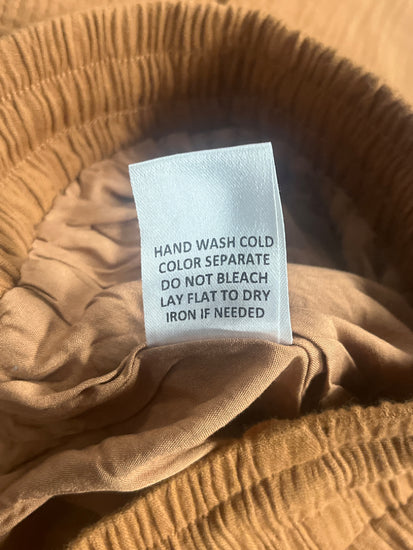 HAND WASH COLD
COLOR SEPARATE
DO NOT BLEACH
LAY FLAT TO DRY
IRON IF NEEDED